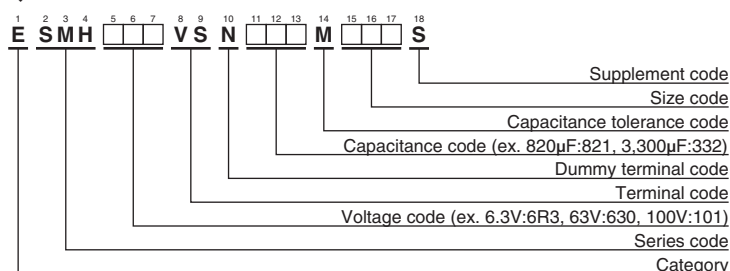 1 2 3 4 5 6 7 8 9 10 11 12 13 14 15 16 17 18
E SMH □□□ VS N □□□ M □□□ S
Supplement code
Size code
Capacitance tolerance code
Capacitance code (ex. 820µF:821, 3,300µF:332)
Dummy terminal code
Terminal code
Voltage code (ex. 6.3V:6R3, 63V:630, 100V:101)
Series code
Category